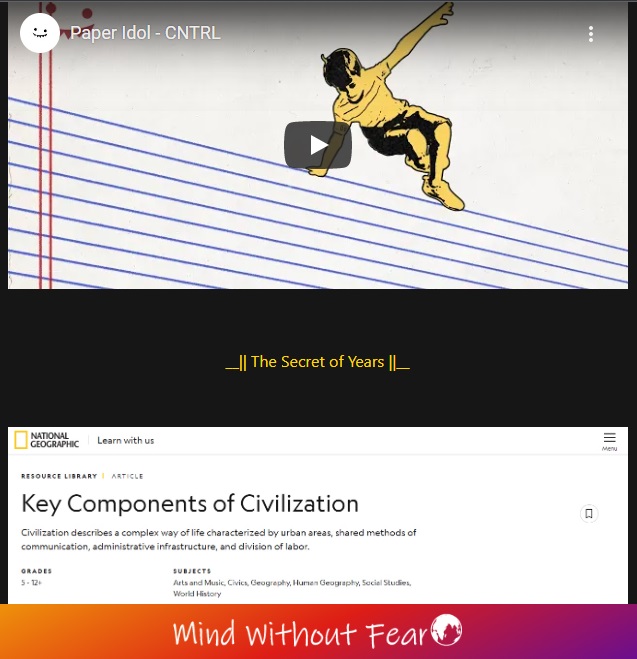 Paper Idol - CNTRL
__|| The Secret of Years ||__
NATIONAL
GEOGRAPHIC
Learn with us
Menu
RESOURCE LIBRARY | ARTICLE
Key Components of Civilization
Civilization describes a complex way of life characterized by urban areas, shared methods of
communication, administrative infrastructure, and division of labor.
GRADES
5 - 12+
SUBJECTS
Arts and Music, Civics, Geography, Human Geography, Social Studies,
World History
Mind Without Fear